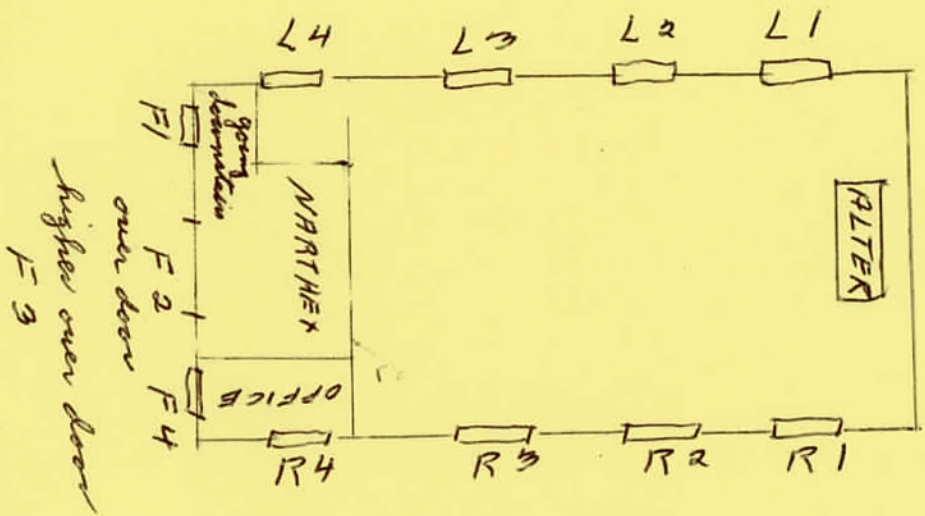 L4 L3 L2 L1
going
downstairs
F1
NARTHEX
ALTER
F2
over door
higher over door
F3
OFFICE
F4
R4 R3 R2 R1